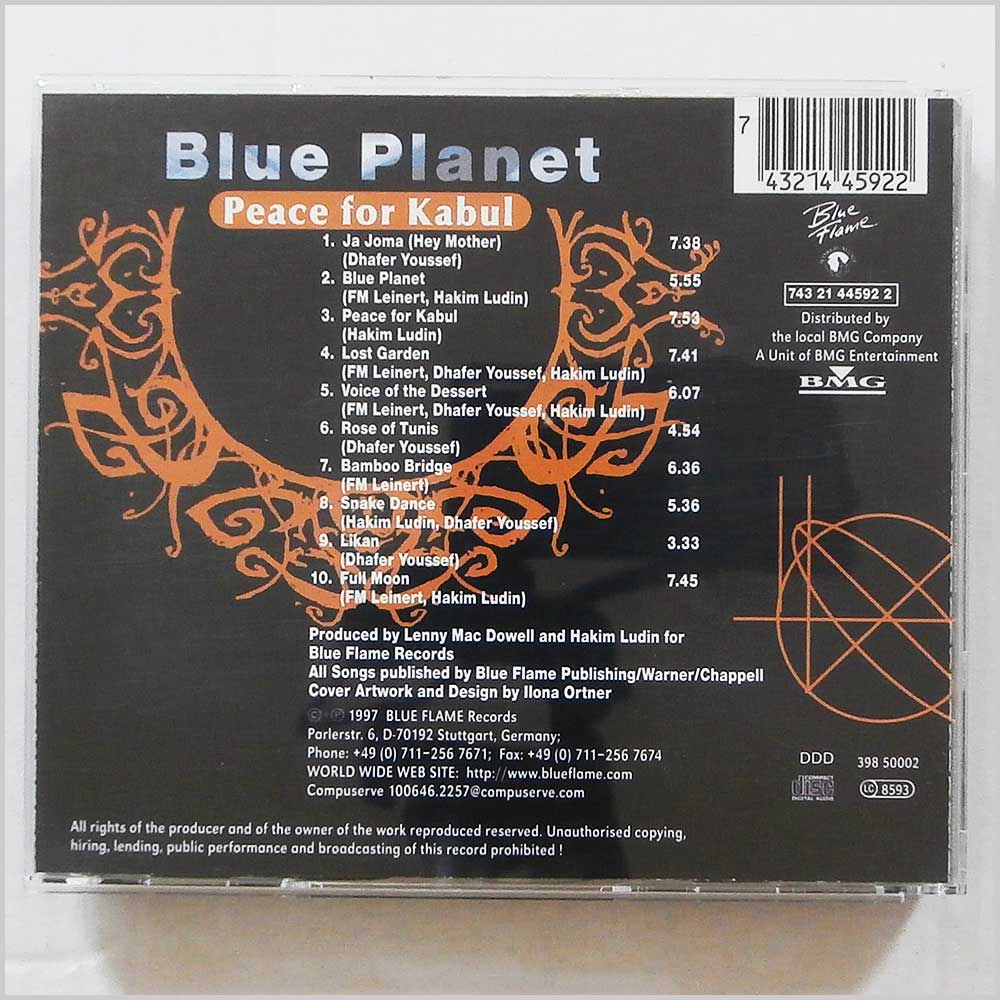 Blue Planet
Peace for Kabul
1. Ja Joma (Hey Mother) 7.38
(Dhafer Youssef)
2. Blue Planet 5.55
(FM Leinert, Hakim Ludin)
3. Peace for Kabul 7.53
(Hakim Ludin)
4. Lost Garden 7.41
(FM Leinert, Dhafer Youssef, Hakim Ludin)
5. Voice of the Dessert 6.07
(FM Leinert, Dhafer Youssef, Hakim Ludin)
6. Rose of Tunis 4.54
(Dhafer Youssef)
7. Bamboo Bridge 6.36
(FM Leinert)
8. Snake Dance 5.36
(Hakim Ludin, Dhafer Youssef)
9. Likan 3.33
(Dhafer Youssef)
10. Full Moon 7.45
(FM Leinert, Hakim Ludin)
Produced by Lenny Mac Dowell and Hakim Ludin for
Blue Flame Records
All Songs published by Blue Flame Publishing/Warner/Chappell
Cover Artwork and Design by Ilona Ortner
© ℗ 1997 BLUE FLAME Records
Parlerstr. 6, D-70192 Stuttgart, Germany;
Phone: +49 (0) 711-256 7671; Fax: +49 (0) 711-256 7674
WORLD WIDE WEB SITE: http://www.blueflame.com
Compuserve 100646.2257@compuserve.com
All rights of the producer and of the owner of the work reproduced reserved. Unauthorised copying,
hiring, lending, public performance and broadcasting of this record prohibited !
7 43214 45922
Blue
Flame
743 21 44592 2
Distributed by
the local BMG Company
A Unit of BMG Entertainment
BMG
DDD 398 50002
COMPACT
disc
DIGITAL AUDIO
LC 8593